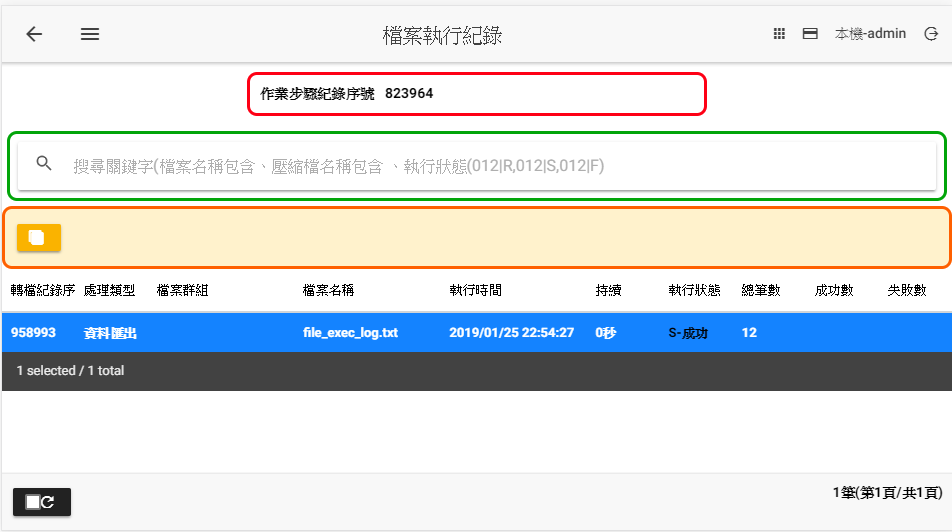 檔案執行紀錄
本機-admin
作業步驟紀錄序號 823964
搜尋關鍵字(檔案名稱包含、壓縮檔名稱包含 、執行狀態(012|R,012|S,012|F)
轉檔紀錄序 處理類型 檔案群組 檔案名稱 執行時間 持續 執行狀態 總筆數 成功數 失敗數
958993 資料匯出 file_exec_log.txt 2019/01/25 22:54:27 0秒 S-成功 12
1 selected / 1 total
1筆(第1頁/共1頁)